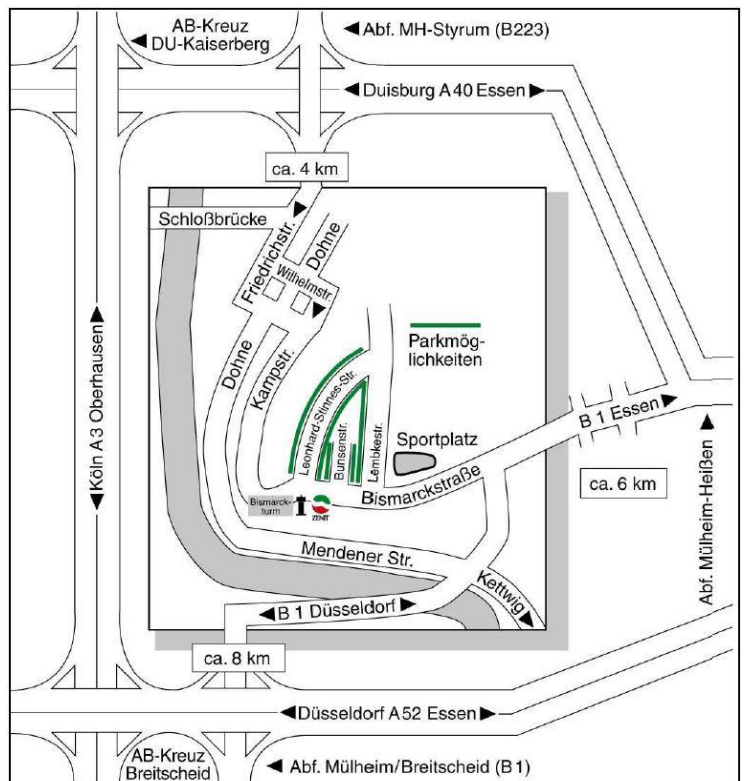 AB-Kreuz
DU-Kaiserberg
Abf. MH-Styrum (B223)
Duisburg A 40 Essen
ca. 4 km
Schloßbrücke
Friedrichstr.
Dohne
Wilhelmstr.
Dohne
Kampstr.
Köln A3 Oberhausen
Parkmög-
lichkeiten
Leonhard-Stinnes-Str.
Bunsenstr.
Lembkestr.
Sportplatz
B 1 Essen
Bismarckstraße
ca. 6 km
Bismarck-
turm
ZENIT
Mendener Str.
Kettwig
Abf. Mülheim-Heißen
B 1 Düsseldorf
ca. 8 km
Düsseldorf A52 Essen
AB-Kreuz
Breitscheid
Abf. Mülheim/Breitscheid (B 1)